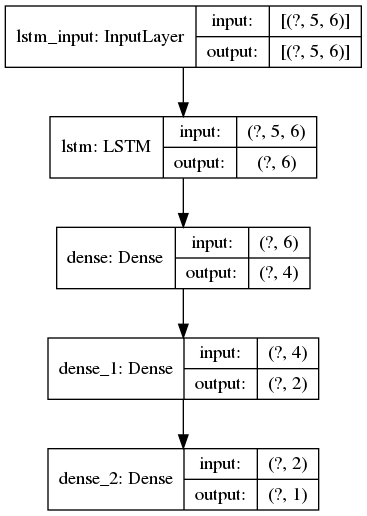 lstm_input: InputLayer
input: [(?, 5, 6)]
output: [(?, 5, 6)]
lstm: LSTM
input: (?, 5, 6)
output: (?, 6)
dense: Dense
input: (?, 6)
output: (?, 4)
dense_1: Dense
input: (?, 4)
output: (?, 2)
dense_2: Dense
input: (?, 2)
output: (?, 1)